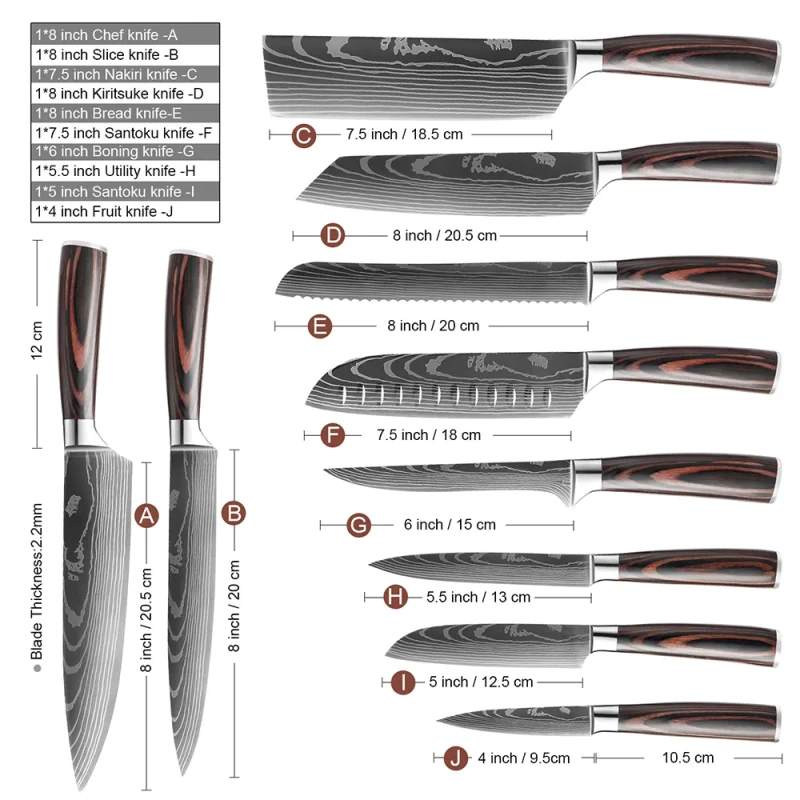 1*8 inch Chef knife -A
1*8 inch Slice knife -B
1*7.5 inch Nakiri knife -C
1*8 inch Kiritsuke knife -D
1*8 inch Bread knife-E
1*7.5 inch Santoku knife -F
1*6 inch Boning knife -G
1*5.5 inch Utility knife -H
1*5 inch Santoku knife -I
1*4 inch Fruit knife -J
C 7.5 inch / 18.5 cm
D 8 inch / 20.5 cm
E 8 inch / 20 cm
F 7.5 inch / 18 cm
G 6 inch / 15 cm
H 5.5 inch / 13 cm
I 5 inch / 12.5 cm
J 4 inch / 9.5cm
10.5 cm
12 cm
Blade Thickness:2.2mm
A
8 inch / 20.5 cm
B
8 inch / 20 cm